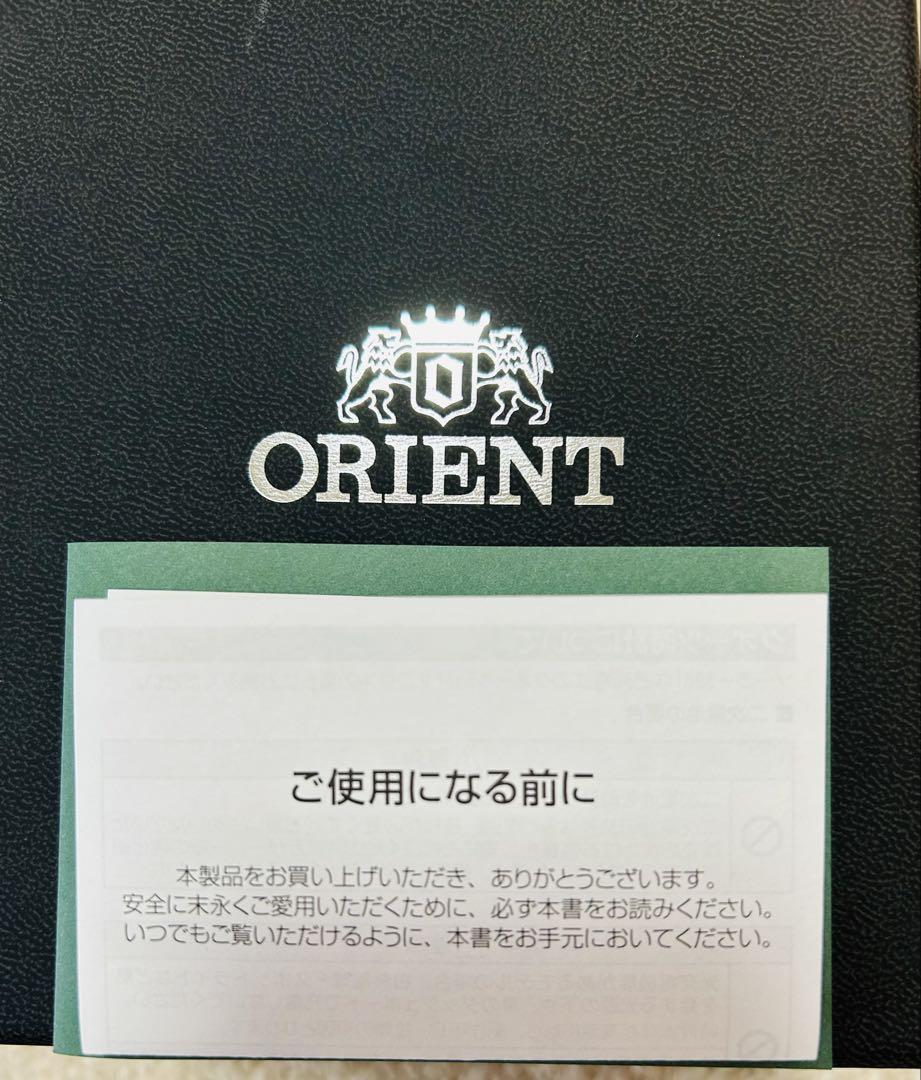 O
ORIENT
ご使用になる前に
本製品をお買い上げいただき、ありがとうございます。
安全に末永くご愛用いただくために、必ず本書をお読みください。
いつでもご覧いただけるように、本書をお手元においてください。